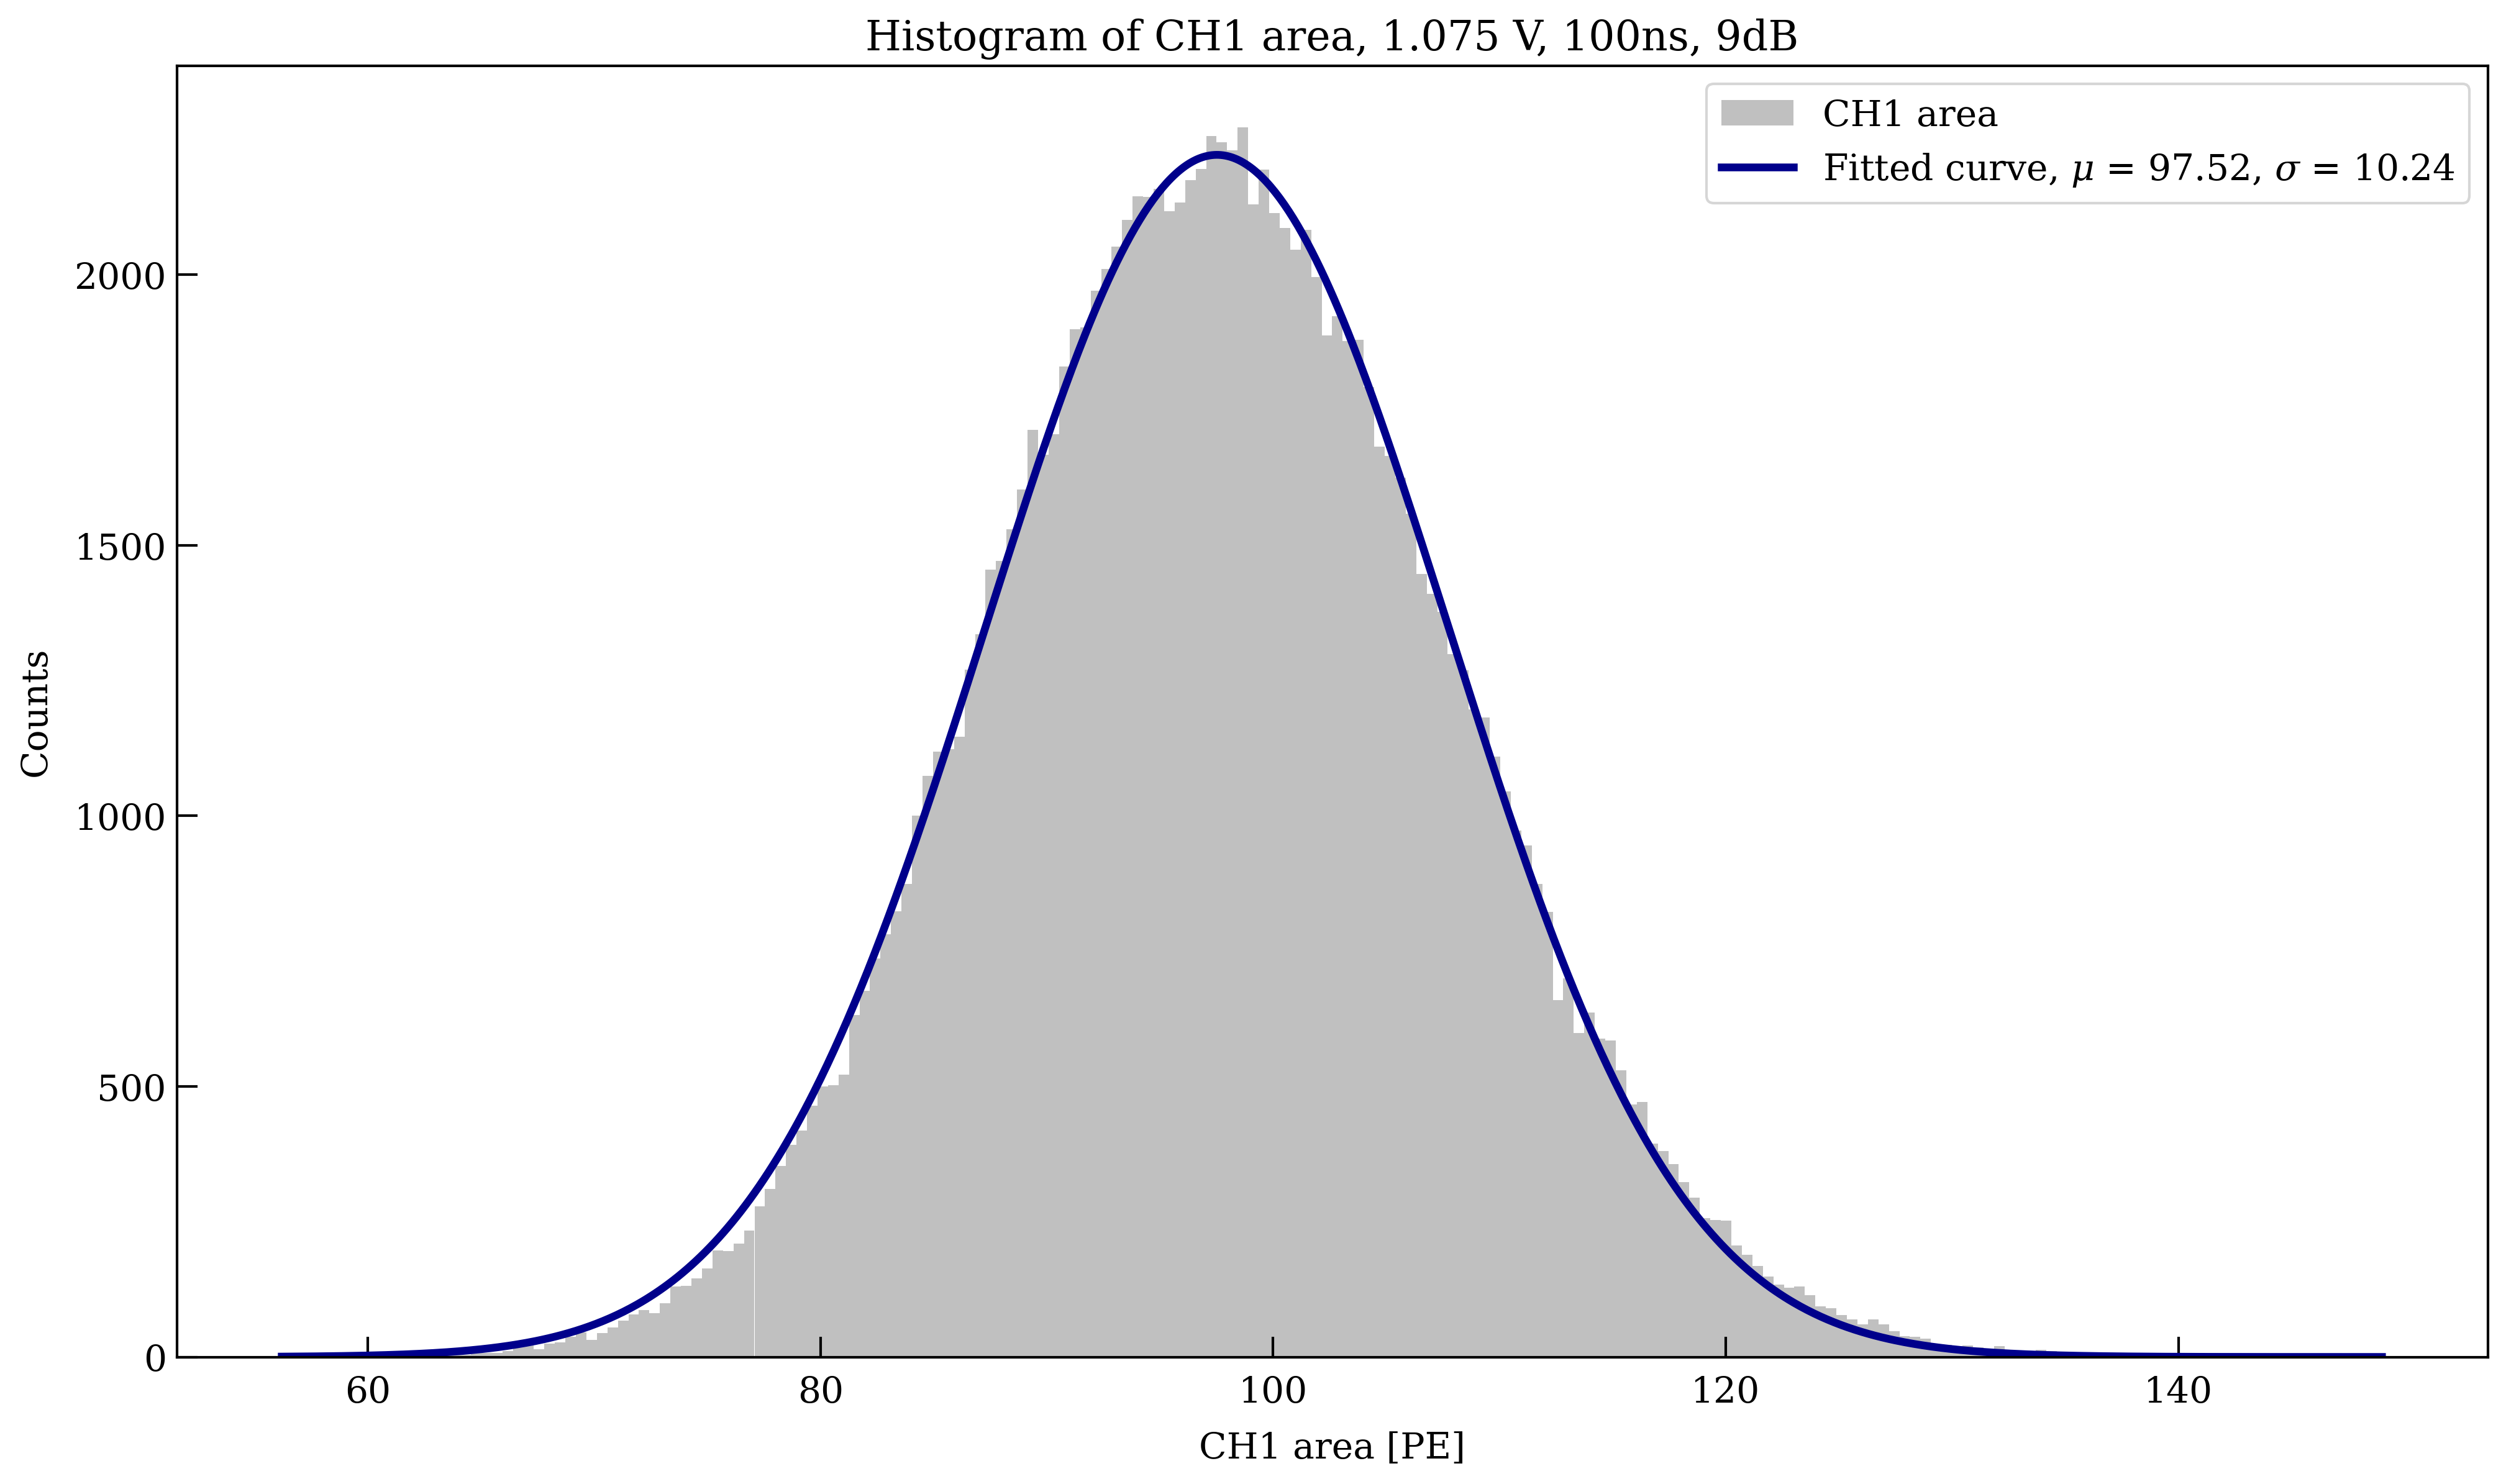 Histogram of CH1 area, 1.075 V, 100ns, 9dB
CH1 area
Fitted curve, μ = 97.52, σ = 10.24
2000
1500
1000
500
0
Counts
60 80 100 120 140
CH1 area [PE]